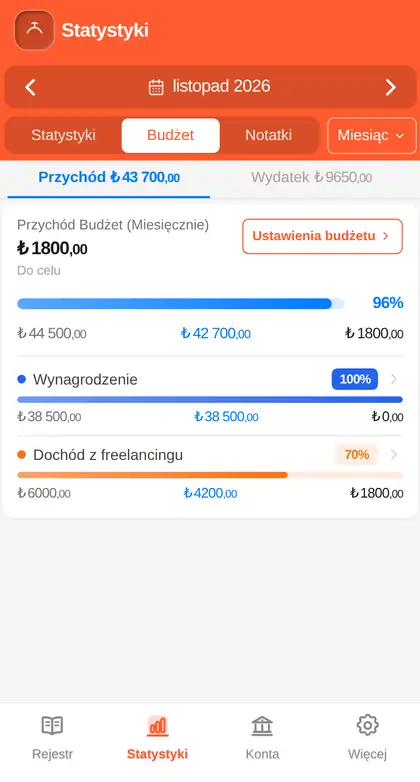 Statystyki
listopad 2026
Statystyki Budżet Notatki Miesiąc
Przychód ₺43 700,00 Wydatek ₺9650,00
Przychód Budżet (Miesięcznie)
₺1800,00
Ustawienia budżetu
Do celu
96%
₺44 500,00 ₺42 700,00 ₺1800,00
Wynagrodzenie 100%
₺38 500,00 ₺38 500,00 ₺0,00
Dochód z freelancingu 70%
₺6000,00 ₺4200,00 ₺1800,00
Rejestr Statystyki Konta Więcej